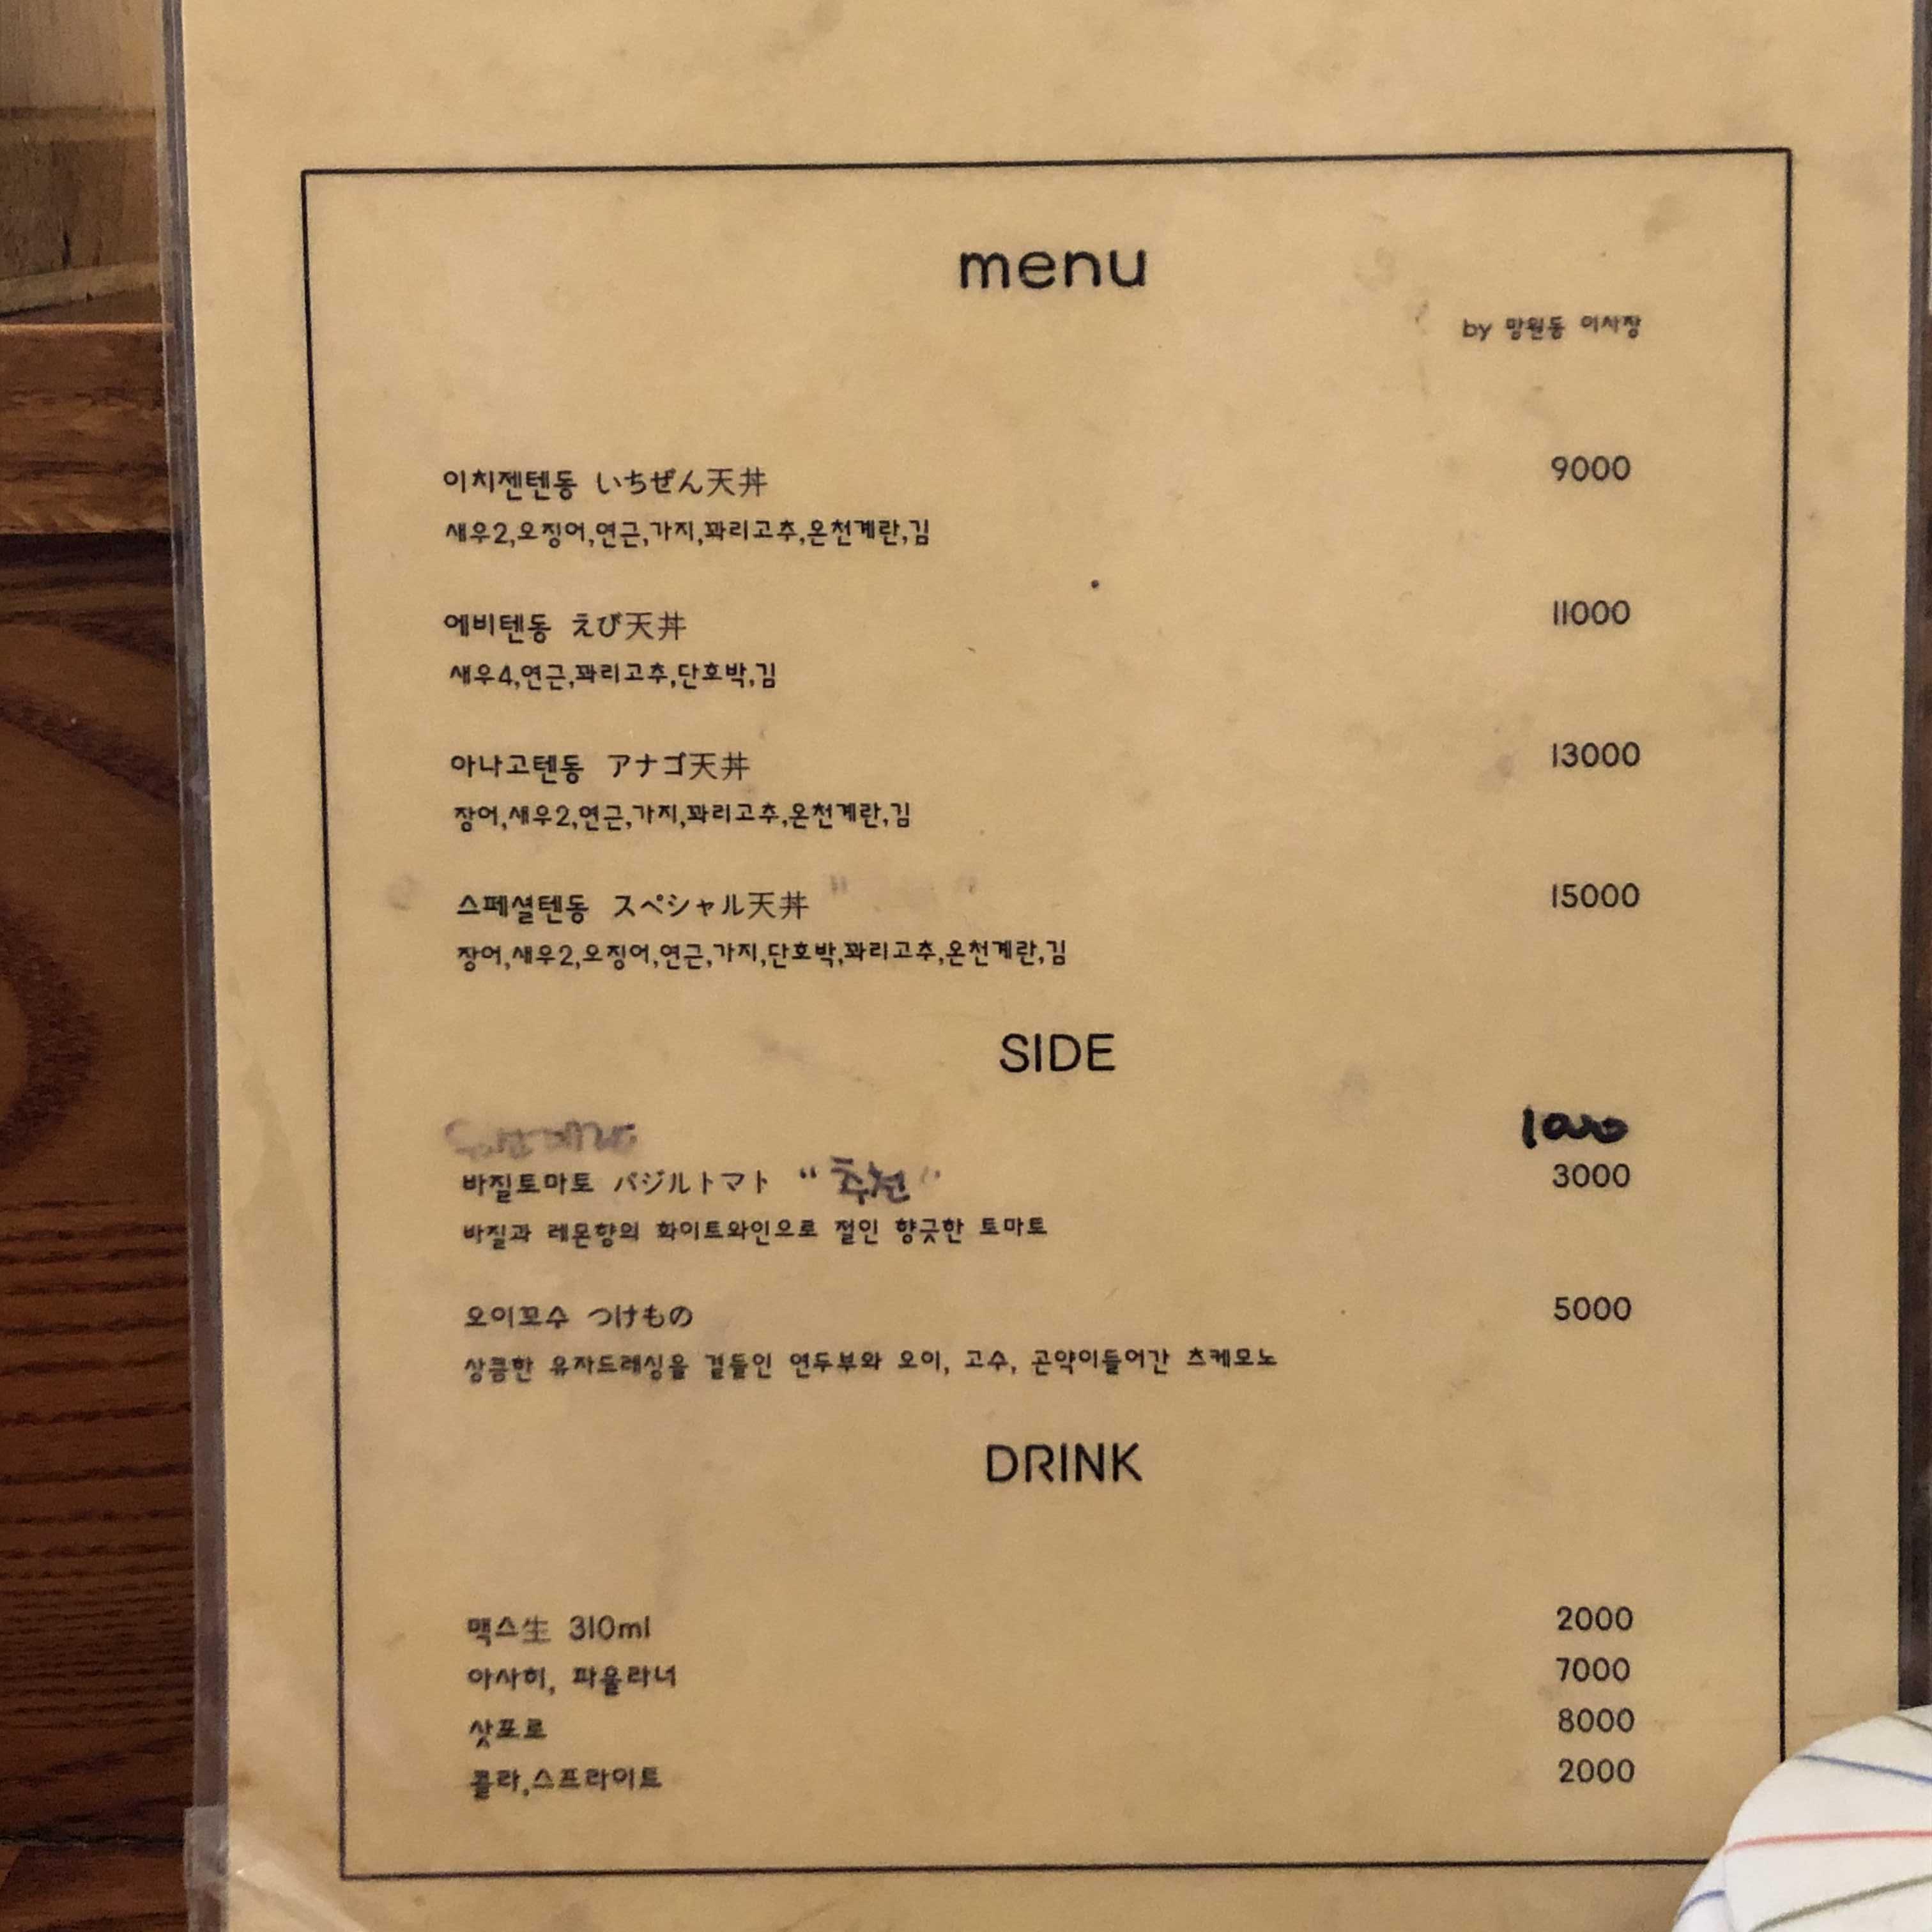 menu
by 망원동 이사장
이치젠텐동 いちぜん天丼 9000
새우2,오징어,연근,가지,꽈리고추,온천계란,김
에비텐동 えび天丼 11000
새우4,연근,꽈리고추,단호박,김
아나고텐동 アナゴ天丼 13000
장어,새우2,연근,가지,꽈리고추,온천계란,김
스페셜텐동 スペシャル天丼 15000
장어,새우2,오징어,연근,가지,단호박,꽈리고추,온천계란,김
SIDE
1000
바질토마토 バジルトマト "추천" 3000
바질과 레몬향의 화이트와인으로 절인 향긋한 토마토
오이꼬수 つけもの 5000
상큼한 유자드레싱을 곁들인 연두부와 오이, 고수, 곤약이들어간 츠케모노
DRINK
맥스生 310ml 2000
아사히, 파울라너 7000
삿포로 8000
콜라,스프라이트 2000